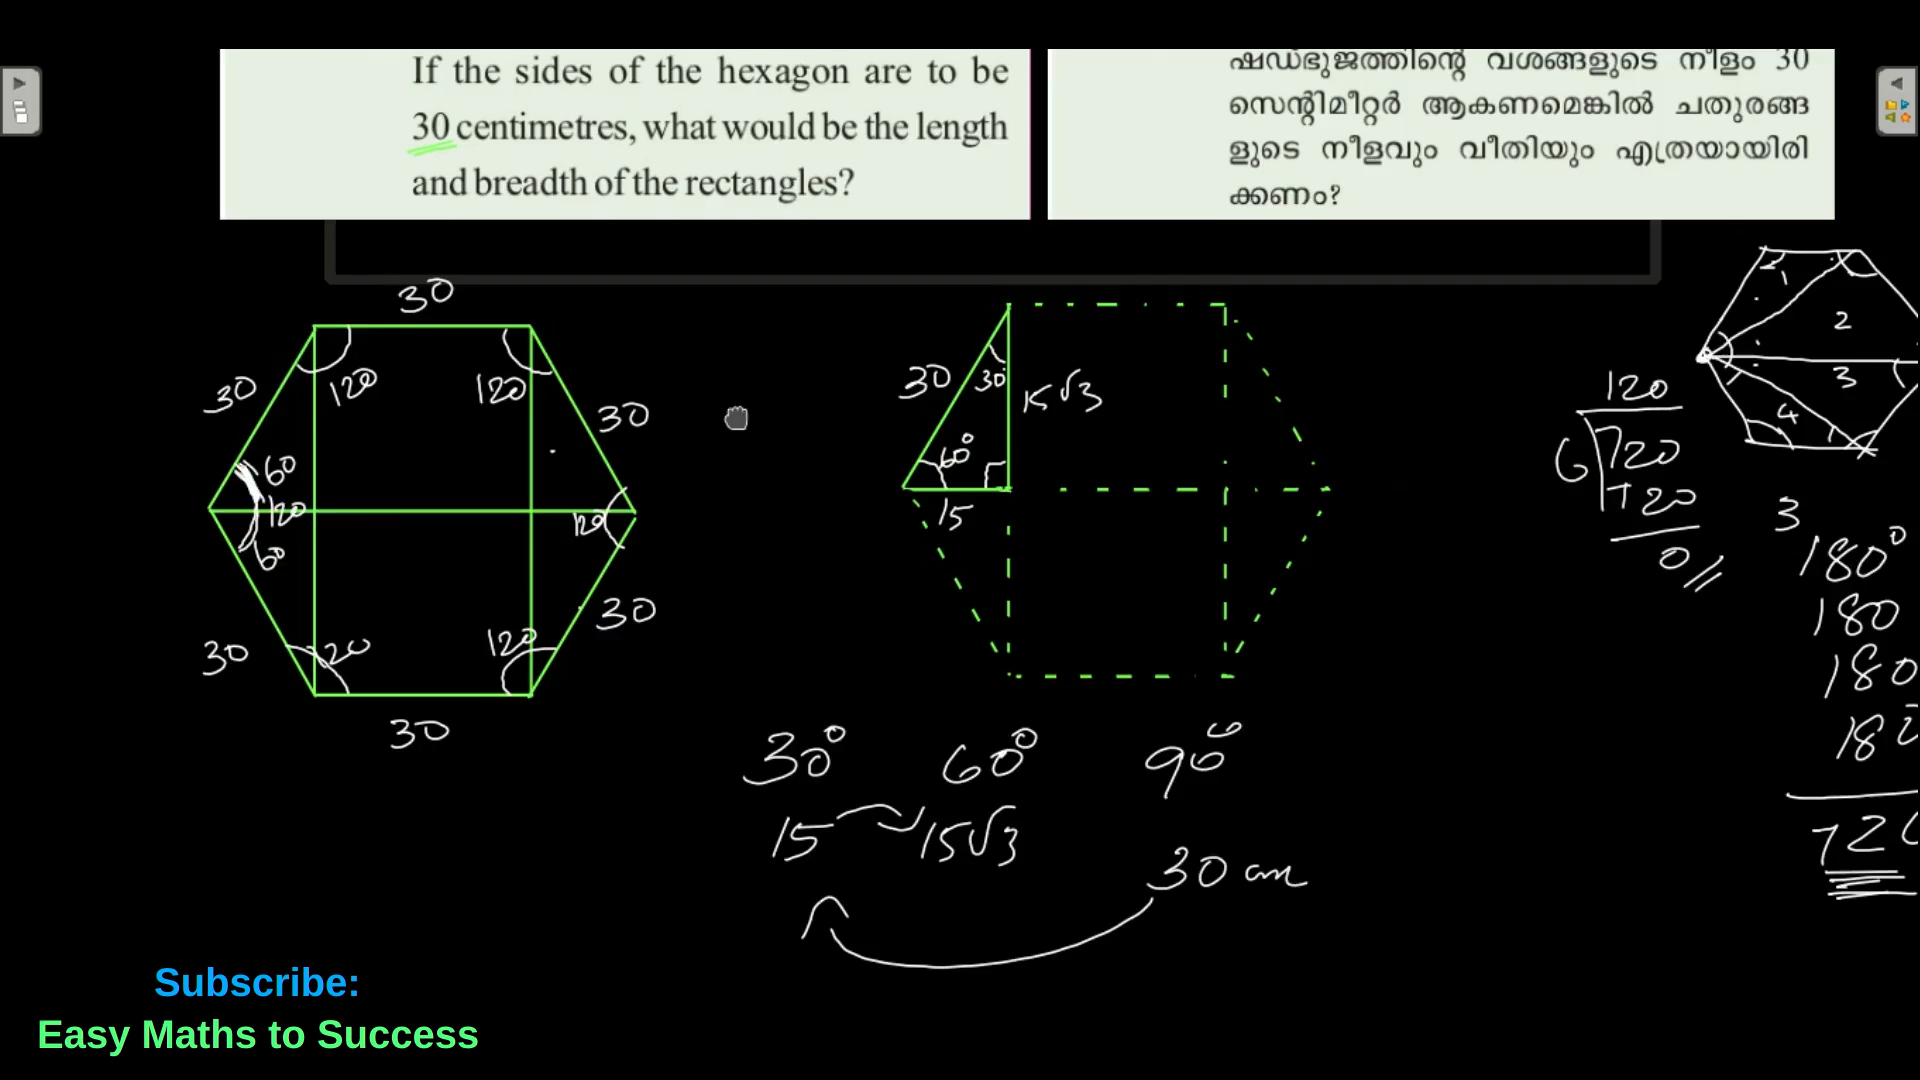 If the sides of the hexagon are to be
30 centimetres, what would be the length
and breadth of the rectangles?
ഷഡ്ഭുജത്തിന്റെ വശങ്ങളുടെ നീളം 30
സെന്റിമീറ്റർ ആകണമെങ്കിൽ ചതുരങ്ങ
ളുടെ നീളവും വീതിയും എത്രയായിരി
ക്കണം?
30
30
120
120
30
60
120
60
120
30
120
120
30
30
30
30
15√3
60°
15
30° 60° 90°
15 15√3
30 cm
1
2
3
4
120
6 720
720
0
3
180°
180
180
Subscribe:
Easy Maths to Success